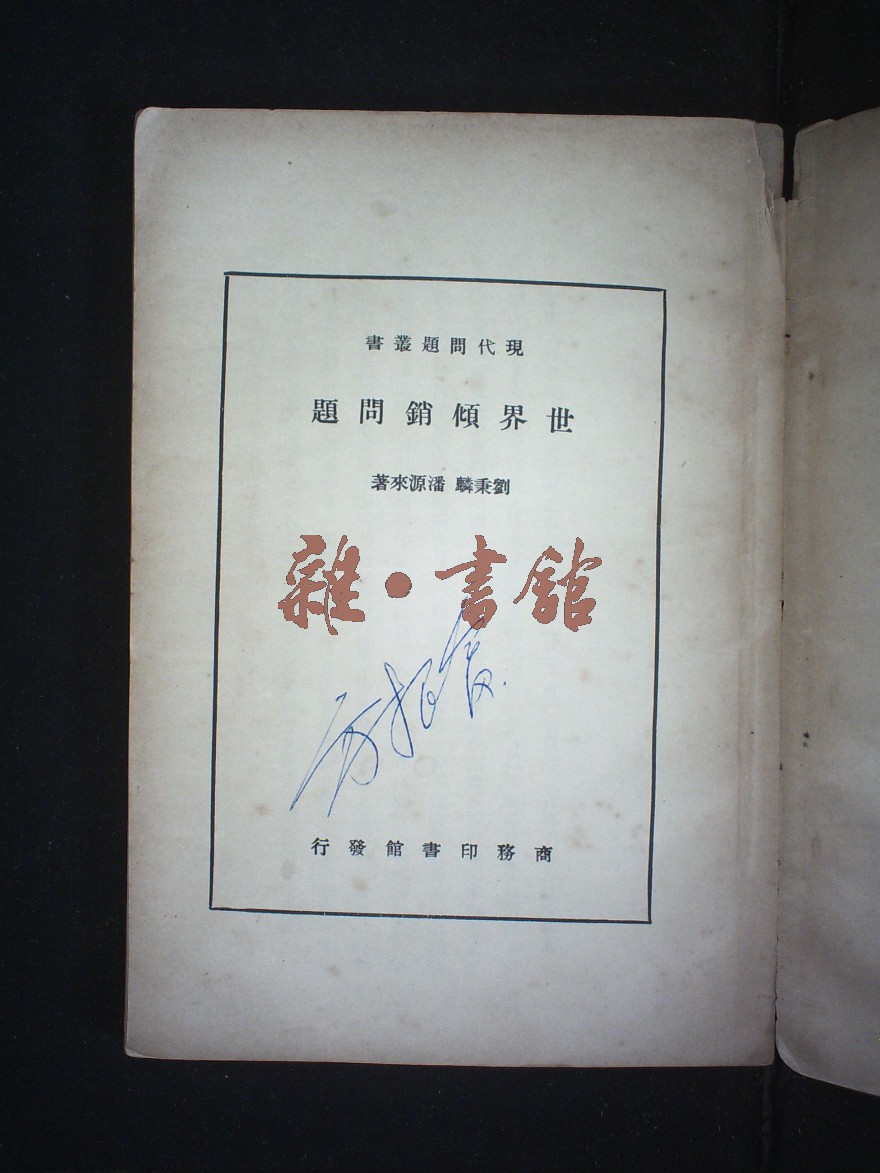 現代問題叢書
世界傾銷問題
劉秉麟 潘源來著
雜・書館
商務印書館發行